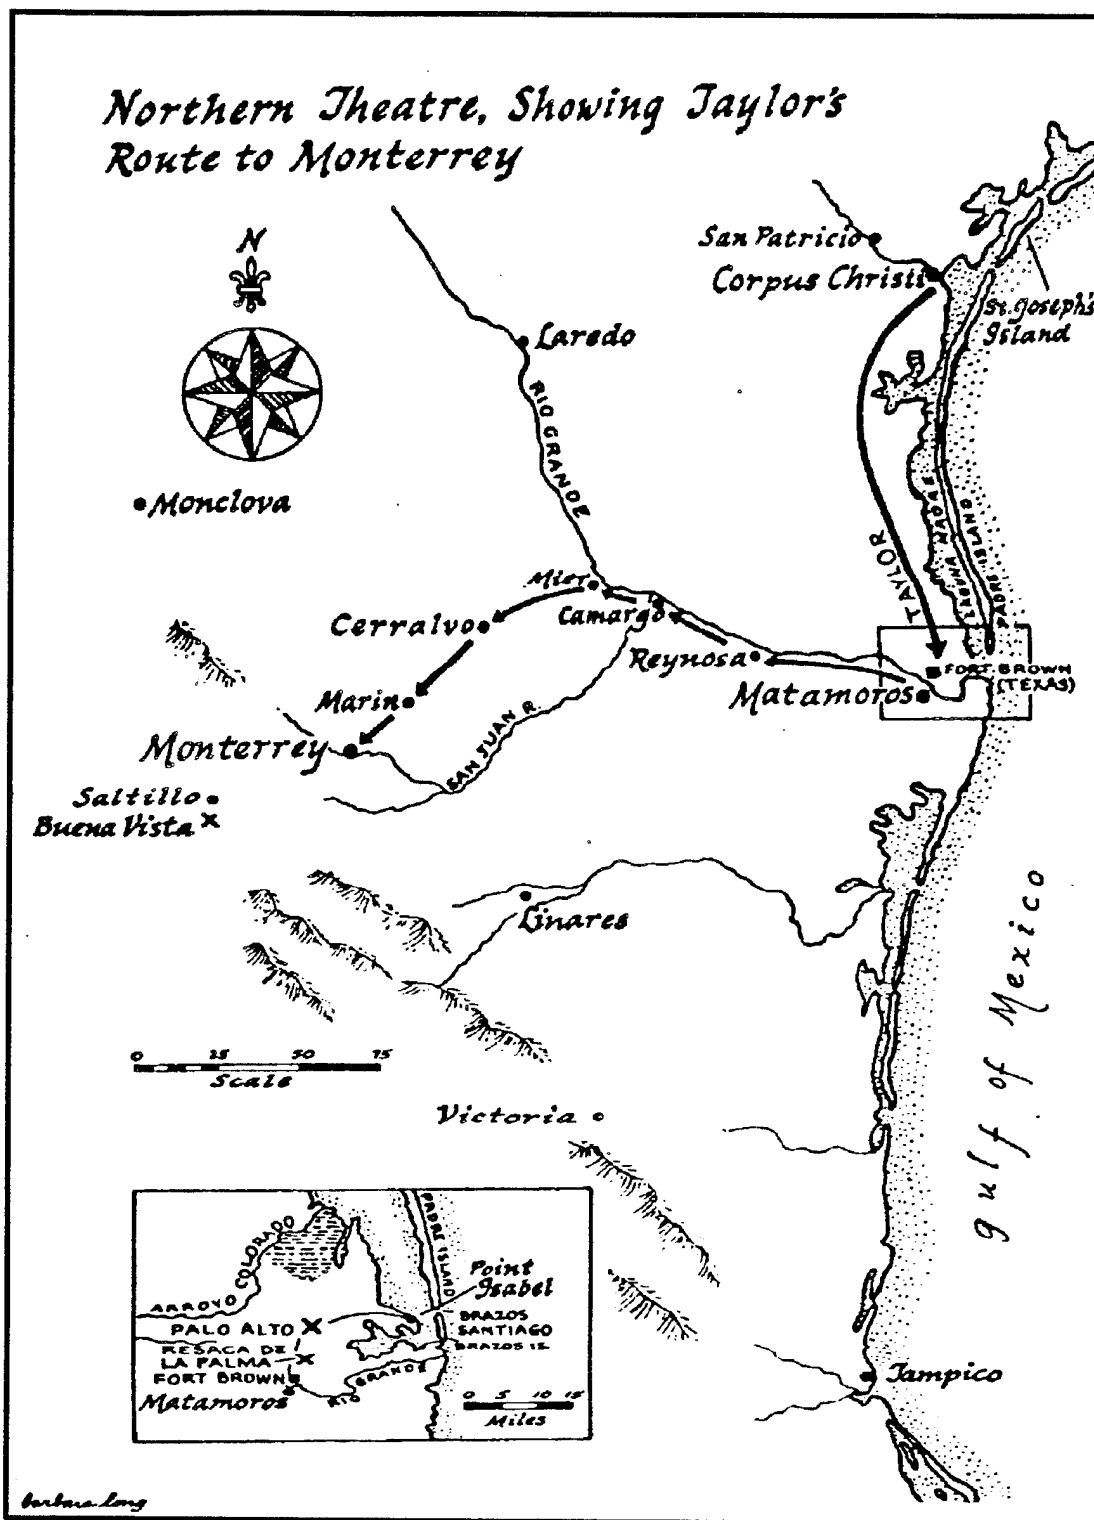 Northern Theatre, Showing Taylor's
Route to Monterrey
N
San Patricio
Corpus Christi
St. Joseph's
Island
Laredo
RIO GRANDE
Monclova
TAYLOR
LAGUNA MADRE
PADRE ISLAND
Mier
Camargo
Cerralvo
Reynosa
FORT BROWN
(TEXAS)
Matamoros
Marin
Monterrey
SAN JUAN R.
Saltillo
Buena Vista
Linares
Gulf of Mexico
0 25 50 75
Scale
Victoria
ARROYO COLORADO
PADRE ISLAND
Point
Isabel
PALO ALTO
BRAZOS
SANTIAGO
BRAZOS IS.
RESACA DE
LA PALMA
FORT BROWN
Matamoros
RIO GRANDE
0 5 10 15
Miles
Tampico
Barbara Long